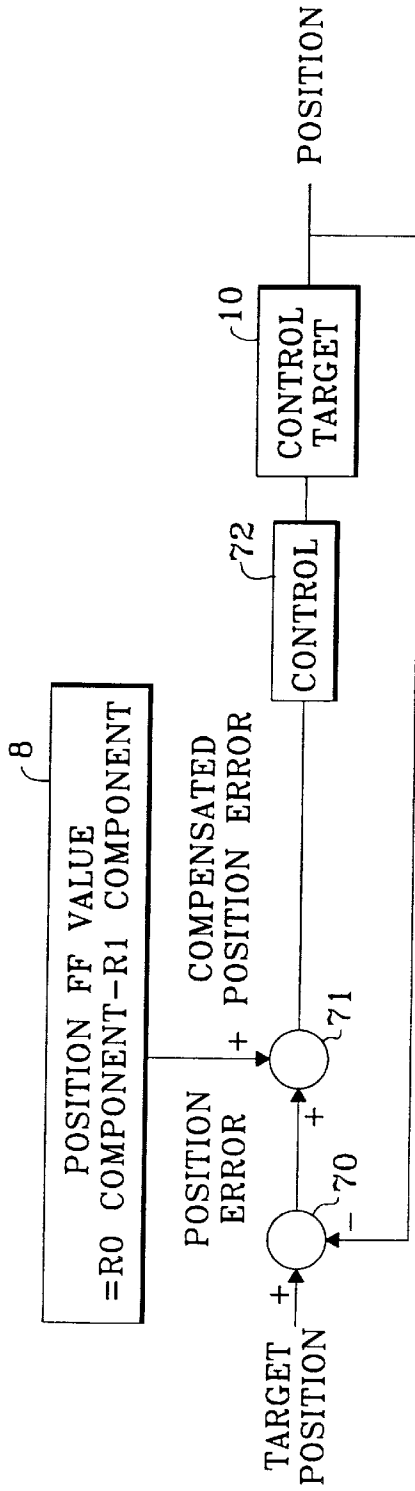 8
POSITION FF VALUE
=R0 COMPONENT-R1 COMPONENT
TARGET
POSITION
+
-
70
POSITION
ERROR
+
+
71
COMPENSATED
POSITION ERROR
72
CONTROL
10
CONTROL
TARGET
POSITION